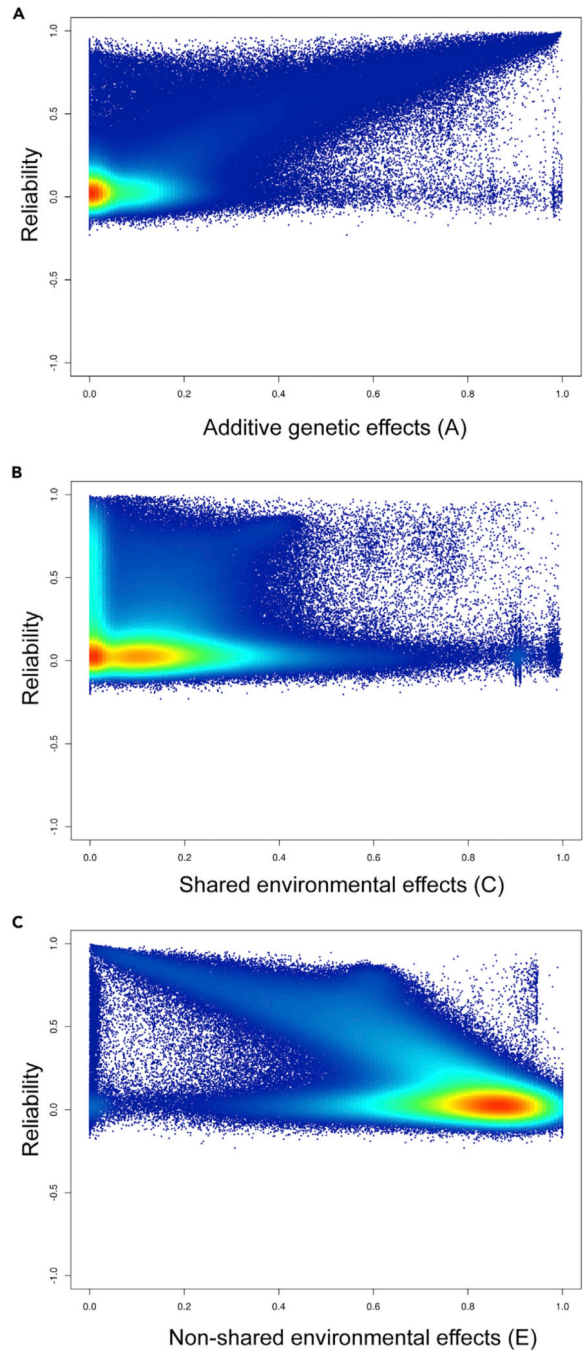 A
1.0
0.5
Reliability
0.0
-0.5
-1.0
0.0 0.2 0.4 0.6 0.8 1.0
Additive genetic effects (A)
B
1.0
0.5
Reliability
0.0
-0.5
-1.0
0.0 0.2 0.4 0.6 0.8 1.0
Shared environmental effects (C)
C
1.0
0.5
Reliability
0.0
-0.5
-1.0
0.0 0.2 0.4 0.6 0.8 1.0
Non-shared environmental effects (E)